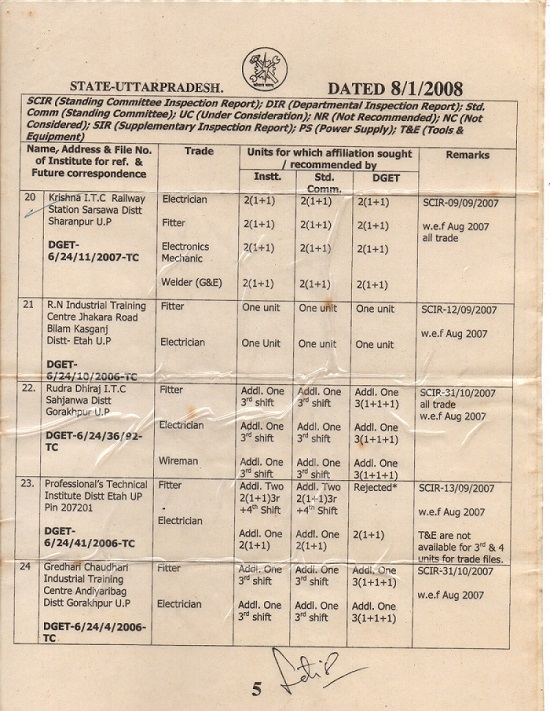 STATE-UTTARPRADESH. DATED 8/1/2008
SCIR (Standing Committee Inspection Report); DIR (Departmental Inspection Report); Std.
Comm (Standing Committee); UC (Under Consideration); NR (Not Recommended); NC (Not
Considered); SIR (Supplementary Inspection Report); PS (Power Supply); T&E (Tools &
Equipment)
Name, Address & File No. of Institute for ref. & Future correspondence
Trade
Units for which affiliation sought / recommended by
Instt. Std. Comm. DGET
Remarks
20 Krishna I.T.C Railway
Station Sarsawa Distt
Sharanpur U.P
DGET-
6/24/11/2007-TC
Electrician 2(1+1) 2(1+1) 2(1+1)
Fitter 2(1+1) 2(1+1) 2(1+1)
Electronics Mechanic 2(1+1) 2(1+1) 2(1+1)
Welder (G&E) 2(1+1) 2(1+1) 2(1+1)
SCIR-09/09/2007
w.e.f Aug 2007
all trade
21 R.N Industrial Training
Centre Jhakara Road
Bilam Kasganj
Distt- Etah U.P
DGET-
6/24/10/2006-TC
Fitter One unit One unit One unit
Electrician One Unit One Unit One Unit
SCIR-12/09/2007
w.e.f Aug 2007
22. Rudra Dhiraj I.T.C
Sahjanwa Distt
Gorakhpur U.P
DGET-6/24/36/92-
TC
Fitter Addl. One 3rd shift Addl. One 3rd shift Addl. One 3(1+1+1)
Electrician Addl. One 3rd shift Addl. One 3rd shift Addl. One 3(1+1+1)
Wireman Addl. One 3rd shift Addl. One 3rd shift Addl. One 3(1+1+1)
SCIR-31/10/2007
all trade
w.e.f Aug 2007
23. Professional's Technical
Institute Distt Etah UP
Pin 207201
DGET-
6/24/41/2006-TC
Fitter Addl. Two 2(1+1)3r +4th Shift Addl. Two 2(1+1)3r +4th Shift Rejected*
Electrician Addl. One 2(1+1) Addl. One 2(1+1) 2(1+1)
SCIR-13/09/2007
w.e.f Aug 2007
T&E are not
available for 3rd & 4
units for trade files.
24 Gredhari Chaudhari
Industrial Training
Centre Andiyaribag
Distt Gorakhpur U.P
DGET-6/24/4/2006-
TC
Fitter Addl. One 3rd shift Addl. One 3rd shift Addl. One 3(1+1+1)
Electrician Addl. One 3rd shift Addl. One 3rd shift Addl. One 3(1+1+1)
SCIR-31/10/2007
w.e.f Aug 2007
5